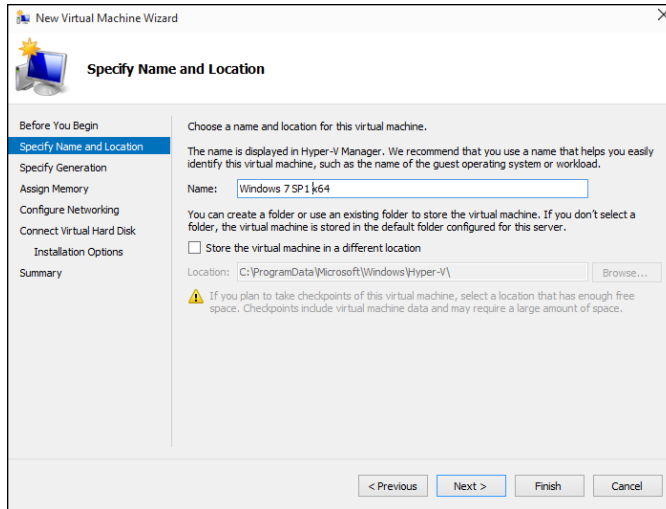 New Virtual Machine Wizard
Specify Name and Location
Before You Begin
Specify Name and Location
Specify Generation
Assign Memory
Configure Networking
Connect Virtual Hard Disk
Installation Options
Summary
Choose a name and location for this virtual machine.
The name is displayed in Hyper-V Manager. We recommend that you use a name that helps you easily
identify this virtual machine, such as the name of the guest operating system or workload.
Name: Windows 7 SP1 x64
You can create a folder or use an existing folder to store the virtual machine. If you don't select a
folder, the virtual machine is stored in the default folder configured for this server.
Store the virtual machine in a different location
Location: C:\ProgramData\Microsoft\Windows\Hyper-V\ Browse...
If you plan to take checkpoints of this virtual machine, select a location that has enough free
space. Checkpoints include virtual machine data and may require a large amount of space.
< Previous Next > Finish Cancel